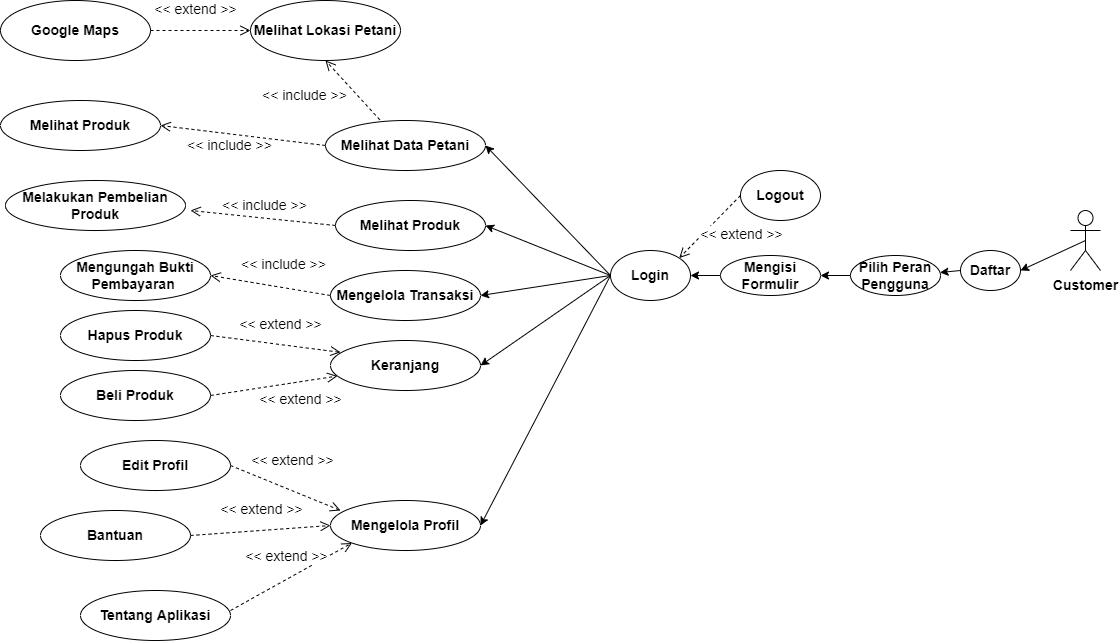 << extend >>
Google Maps
Melihat Lokasi Petani
<< include >>
Melihat Produk
<< include >>
Melihat Data Petani
Melakukan Pembelian
Produk
<< include >>
Melihat Produk
Logout
<< extend >>
Mengungah Bukti
Pembayaran
<< include >>
Mengelola Transaksi
Login
Mengisi
Formulir
Pilih Peran
Pengguna
Daftar
Customer
Hapus Produk
<< extend >>
Keranjang
Beli Produk
<< extend >>
Edit Profil
<< extend >>
Bantuan
<< extend >>
Mengelola Profil
<< extend >>
Tentang Aplikasi